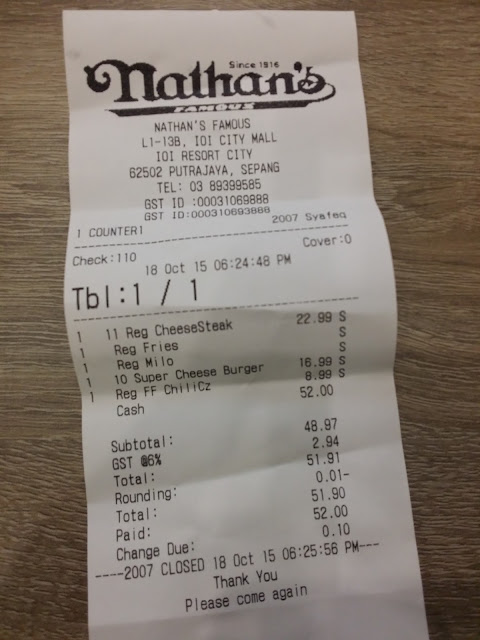 Since 1916
Nathan's
FAMOUS
NATHAN'S FAMOUS
L1-13B, IOI CITY MALL
IOI RESORT CITY
62502 PUTRAJAYA, SEPANG
TEL: 03 89399585
GST ID :00031069888
GST ID:000310693888
1 COUNTER1 2007 Systeq
Check:110 Cover:0
18 Oct 15 06:24:48 PM
Tbl:1 / 1
1 11 Reg CheeseSteak 22.99 S
1 Reg Fries S
1 Reg Milo S
1 10 Super Cheese Burger 16.99 S
1 Reg FF ChiliCz 8.99 S
Cash 52.00
Subtotal: 48.97
GST @6% 2.94
Total: 51.91
Rounding: 0.01-
Total: 51.90
Paid: 52.00
Change Due: 0.10
----2007 CLOSED 18 Oct 15 06:25:56 PM---
Thank You
Please come again